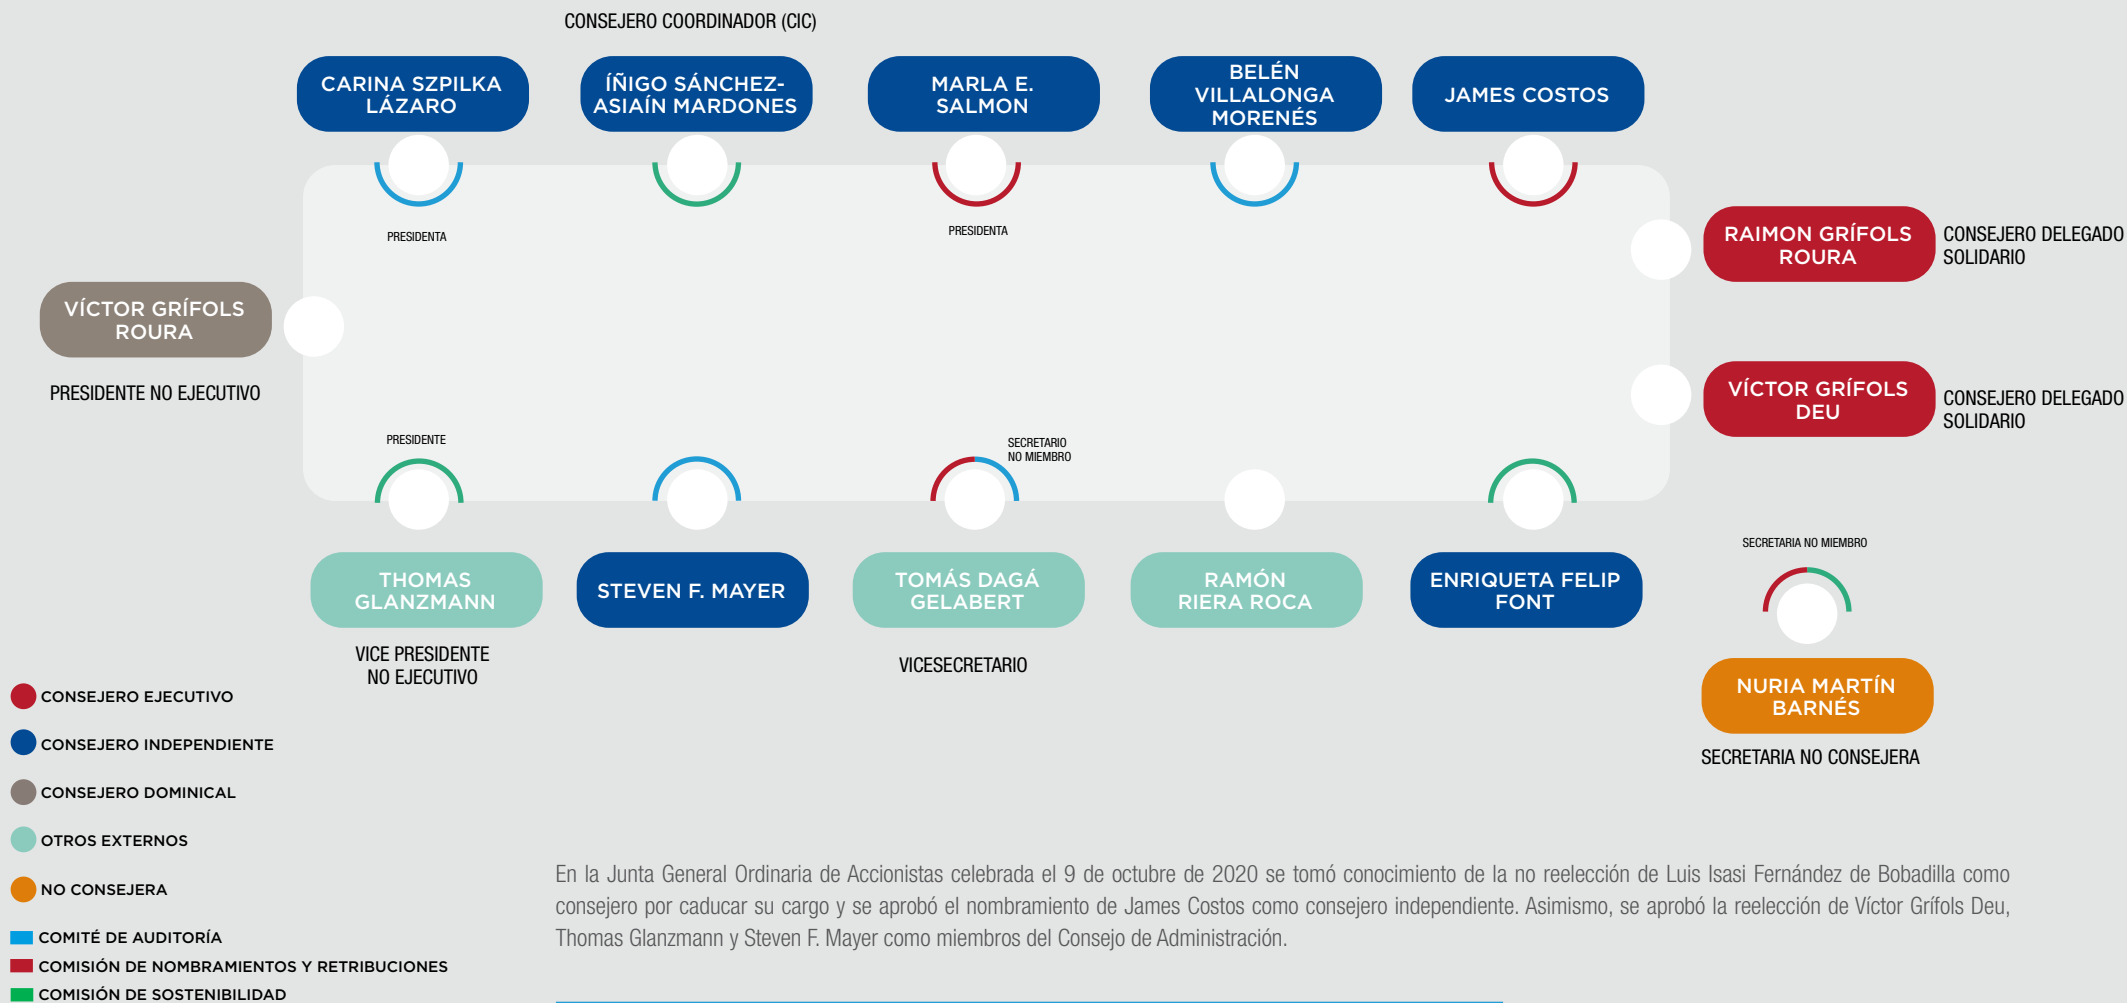 CONSEJERO COORDINADOR (CIC)
CARINA SZPILKA
LÁZARO
ÍÑIGO SÁNCHEZ-
ASIAÍN MARDONES
MARLA E.
SALMON
BELÉN
VILLALONGA
MORENÉS
JAMES COSTOS
PRESIDENTA
PRESIDENTA
RAIMON GRÍFOLS
ROURA
CONSEJERO DELEGADO
SOLIDARIO
VÍCTOR GRÍFOLS
ROURA
PRESIDENTE NO EJECUTIVO
VÍCTOR GRÍFOLS
DEU
CONSEJERO DELEGADO
SOLIDARIO
PRESIDENTE
SECRETARIO
NO MIEMBRO
THOMAS
GLANZMANN
VICE PRESIDENTE
NO EJECUTIVO
STEVEN F. MAYER
TOMÁS DAGÁ
GELABERT
VICESECRETARIO
RAMÓN
RIERA ROCA
ENRIQUETA FELIP
FONT
SECRETARIA NO MIEMBRO
NURIA MARTÍN
BARNÉS
SECRETARIA NO CONSEJERA
CONSEJERO EJECUTIVO
CONSEJERO INDEPENDIENTE
CONSEJERO DOMINICAL
OTROS EXTERNOS
NO CONSEJERA
COMITÉ DE AUDITORÍA
COMISIÓN DE NOMBRAMIENTOS Y RETRIBUCIONES
COMISIÓN DE SOSTENIBILIDAD
En la Junta General Ordinaria de Accionistas celebrada el 9 de octubre de 2020 se tomó conocimiento de la no reelección de Luis Isasi Fernández de Bobadilla como
consejero por caducar su cargo y se aprobó el nombramiento de James Costos como consejero independiente. Asimismo, se aprobó la reelección de Víctor Grífols Deu,
Thomas Glanzmann y Steven F. Mayer como miembros del Consejo de Administración.